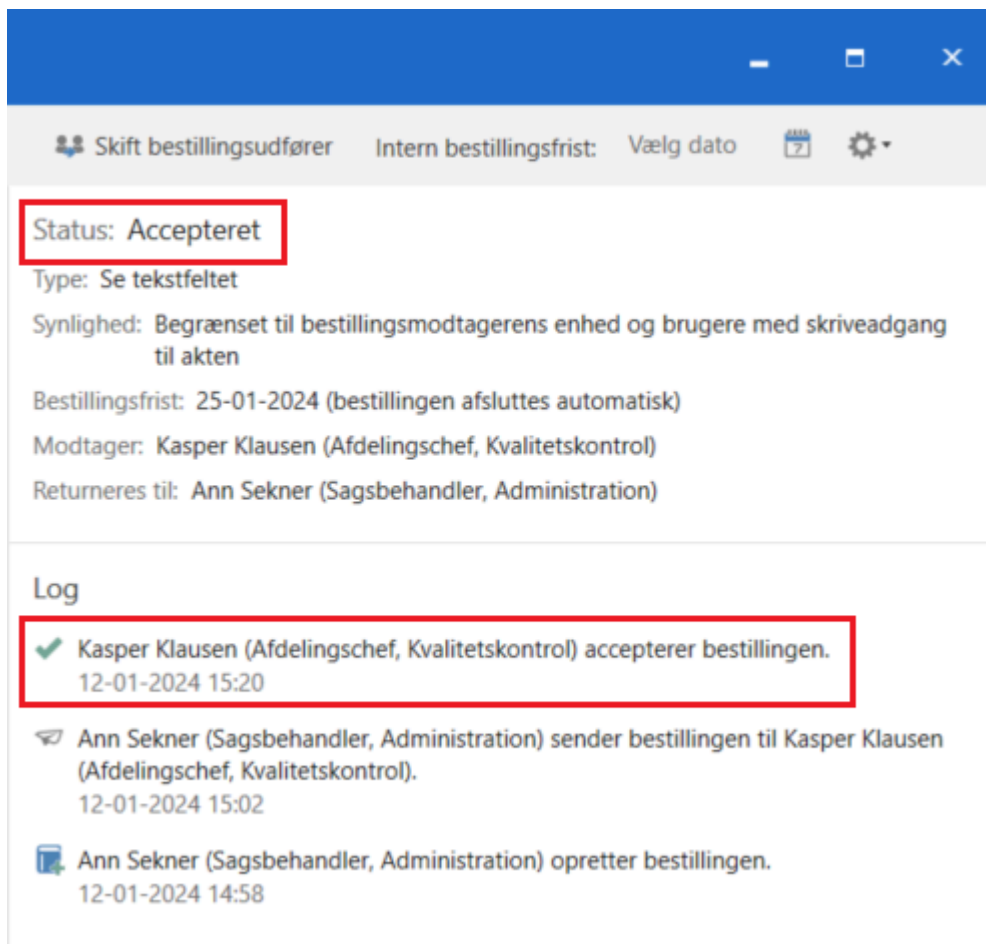 Skift bestillingsudfører Intern bestillingsfrist: Vælg dato 7
Status: Accepteret
Type: Se tekstfeltet
Synlighed: Begrænset til bestillingsmodtagerens enhed og brugere med skriveadgang
til akten
Bestillingsfrist: 25-01-2024 (bestillingen afsluttes automatisk)
Modtager: Kasper Klausen (Afdelingschef, Kvalitetskontrol)
Returneres til: Ann Sekner (Sagsbehandler, Administration)
Log
Kasper Klausen (Afdelingschef, Kvalitetskontrol) accepterer bestillingen.
12-01-2024 15:20
Ann Sekner (Sagsbehandler, Administration) sender bestillingen til Kasper Klausen
(Afdelingschef, Kvalitetskontrol).
12-01-2024 15:02
Ann Sekner (Sagsbehandler, Administration) opretter bestillingen.
12-01-2024 14:58